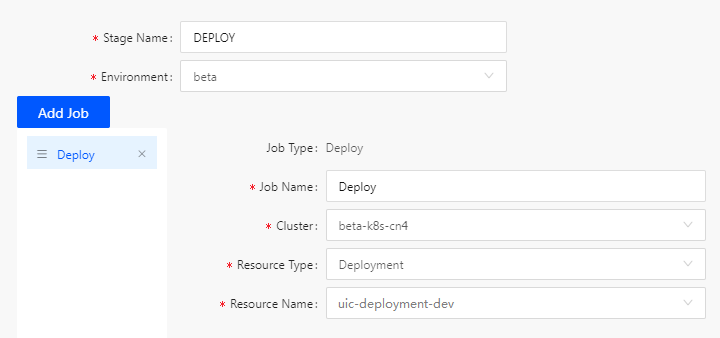 * Stage Name: DEPLOY
* Environment: beta
Add Job
Deploy
Job Type: Deploy
* Job Name: Deploy
* Cluster: beta-k8s-cn4
* Resource Type: Deployment
* Resource Name: uic-deployment-dev